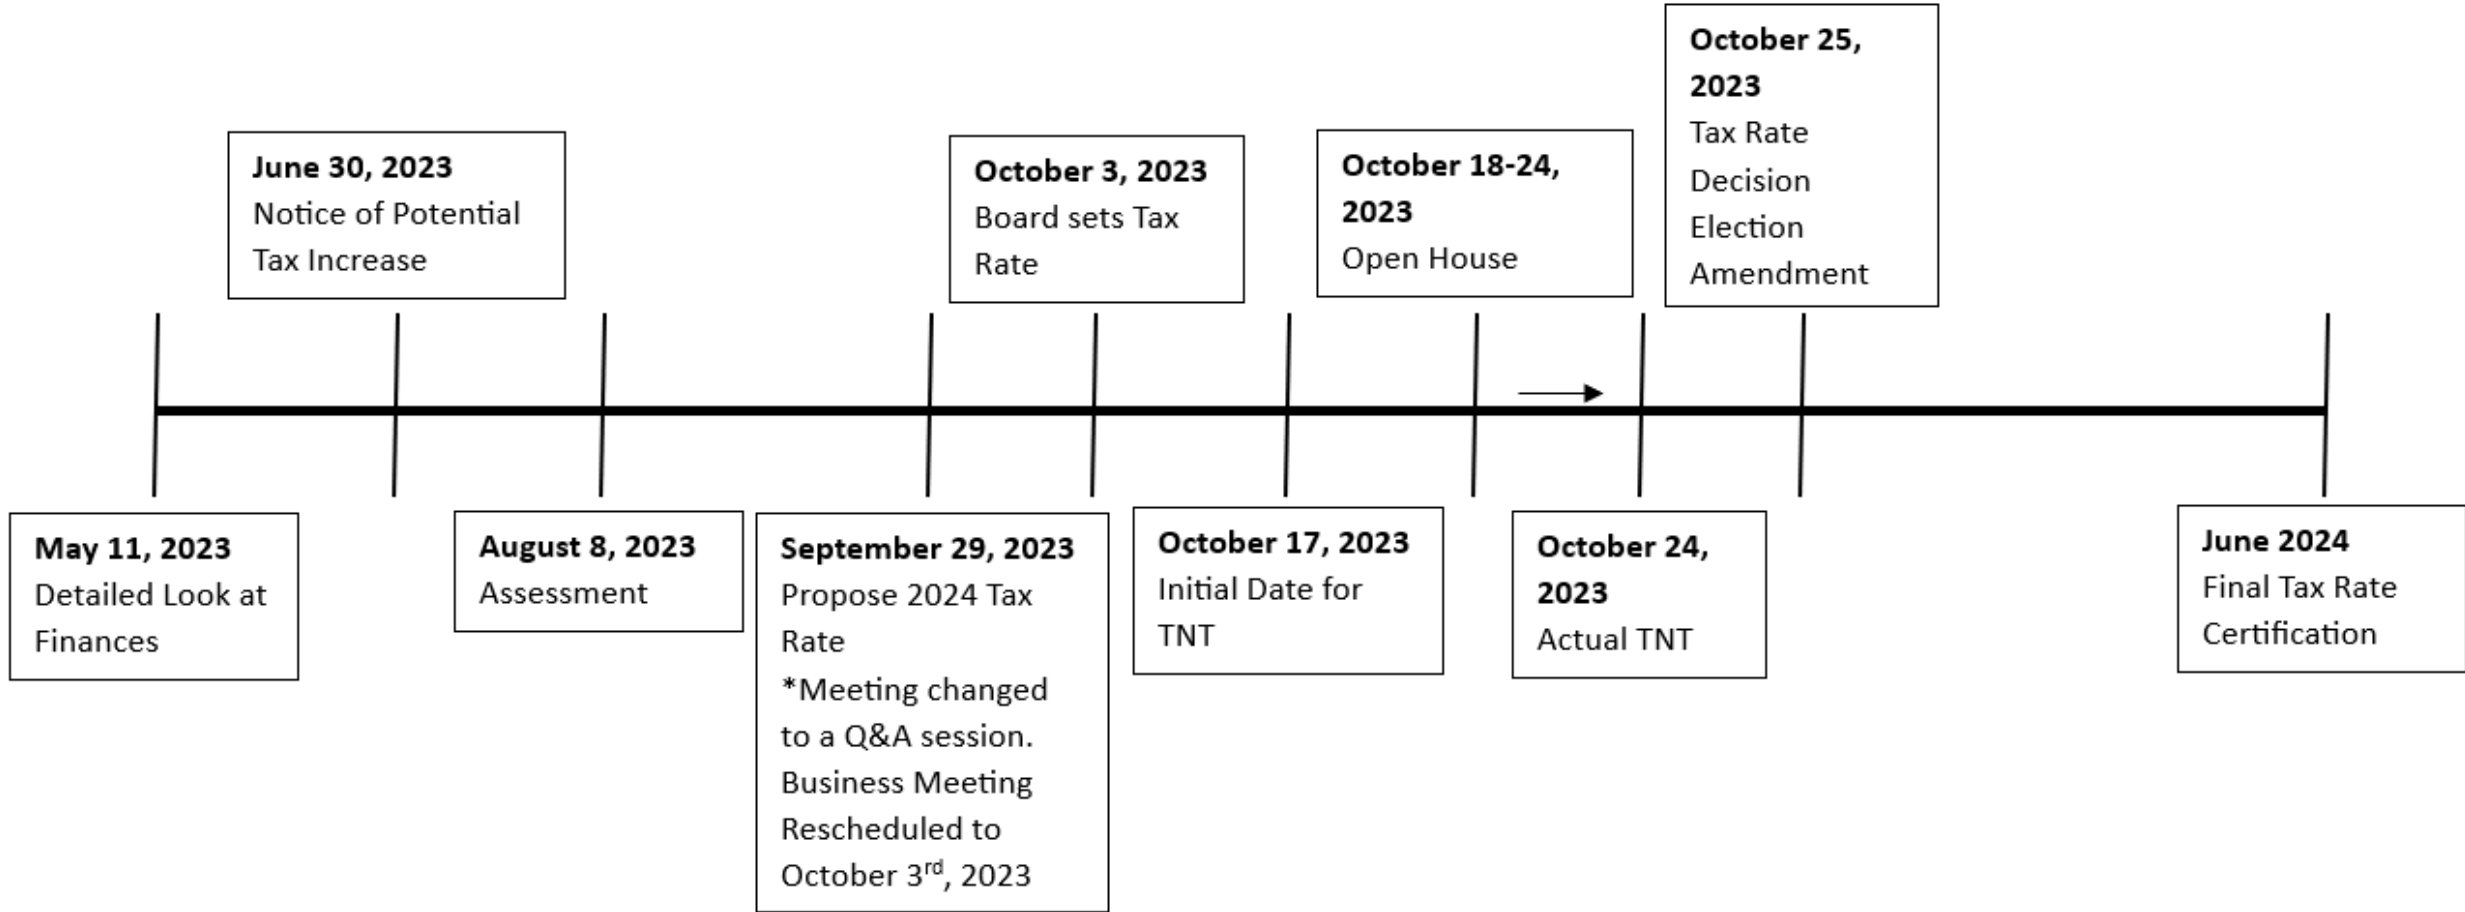 May 11, 2023
Detailed Look at
Finances
June 30, 2023
Notice of Potential
Tax Increase
August 8, 2023
Assessment
September 29, 2023
Propose 2024 Tax
Rate
*Meeting changed
to a Q&A session.
Business Meeting
Rescheduled to
October 3rd, 2023
October 3, 2023
Board sets Tax
Rate
October 17, 2023
Initial Date for
TNT
October 18-24,
2023
Open House
October 24,
2023
Actual TNT
October 25,
2023
Tax Rate
Decision
Election
Amendment
June 2024
Final Tax Rate
Certification